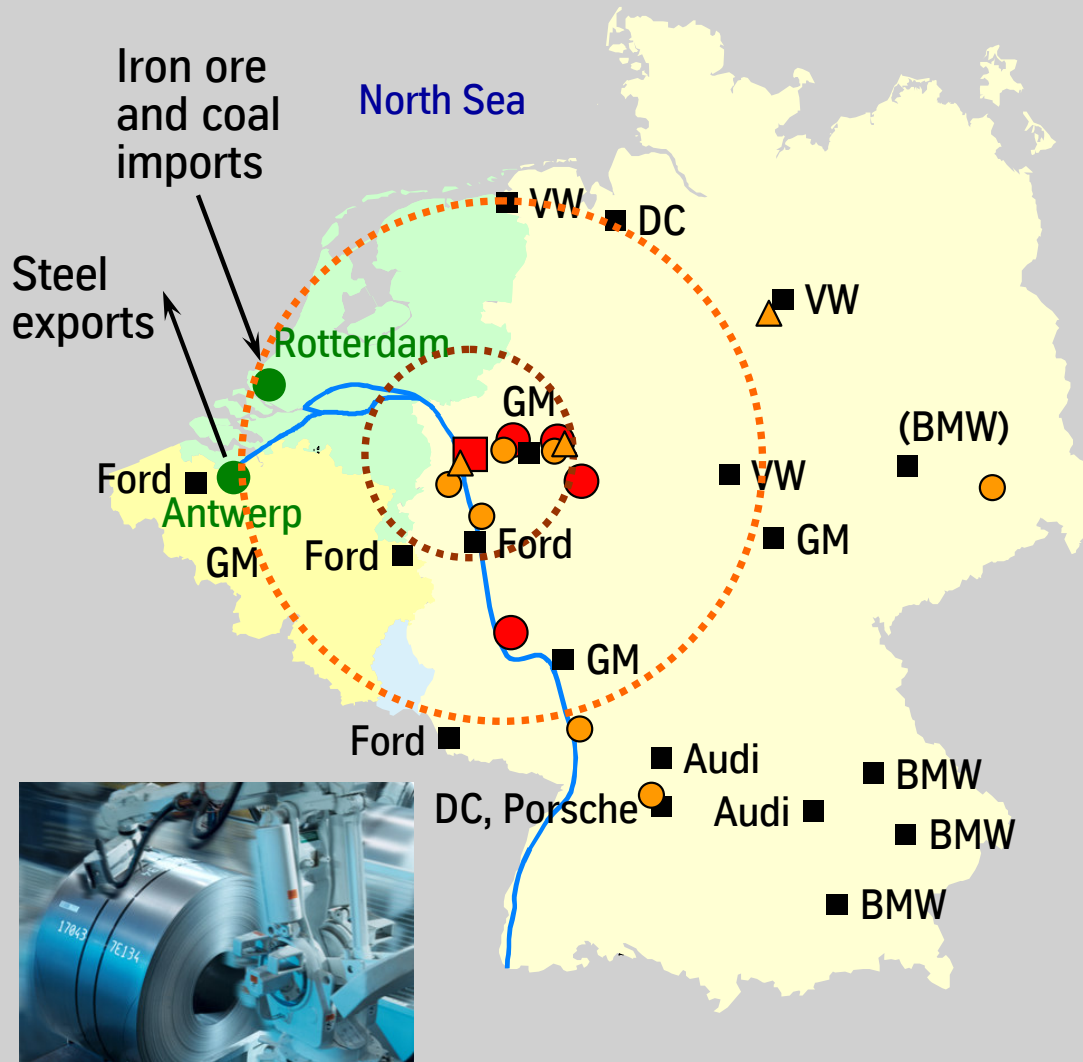 Iron ore
and coal
imports
North Sea
VW
DC
Steel
exports
VW
Rotterdam
GM
(BMW)
Ford
VW
Antwerp
GM
Ford
Ford
GM
GM
Ford
Audi
BMW
DC, Porsche
Audi
BMW
BMW
17043
7E134